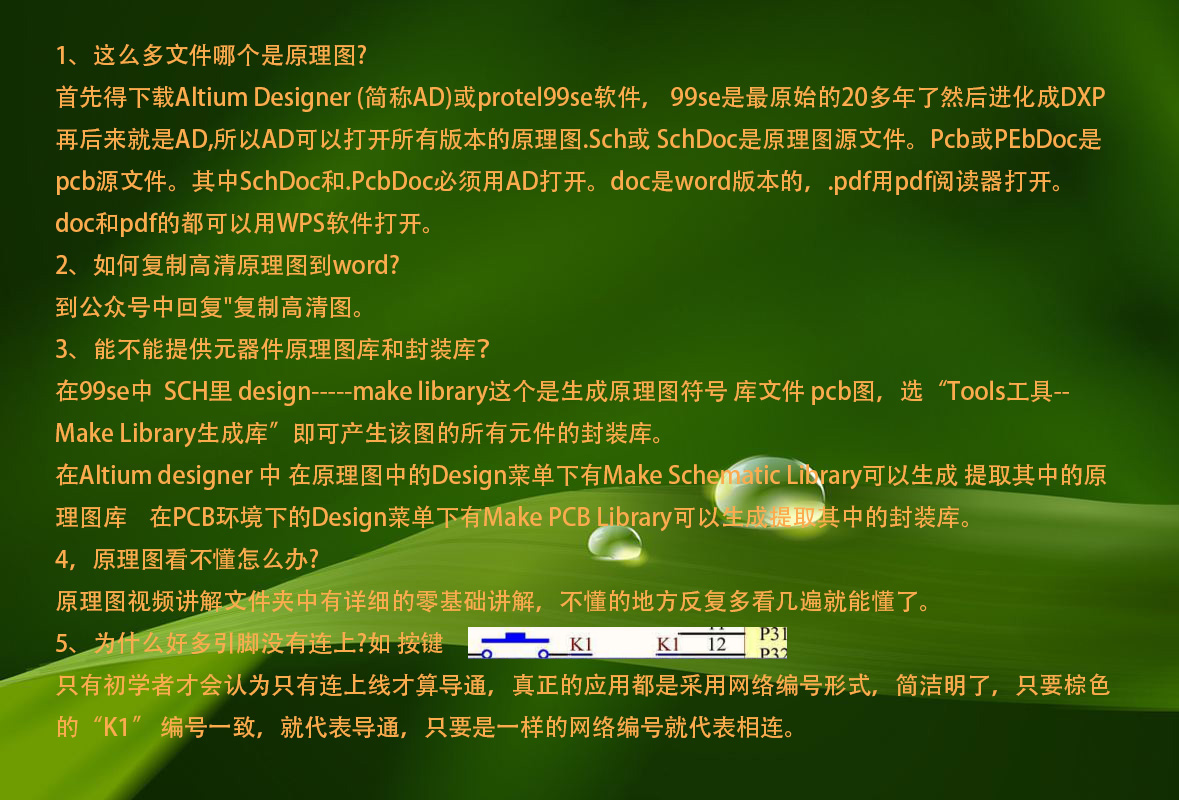 1、这么多文件哪个是原理图?
首先得下载Altium Designer (简称AD)或protel99se软件， 99se是最原始的20多年了然后进化成DXP
再后来就是AD,所以AD可以打开所有版本的原理图.Sch或 SchDoc是原理图源文件。Pcb或PEbDoc是
pcb源文件。其中SchDoc和.PcbDoc必须用AD打开。doc是word版本的，.pdf用pdf阅读器打开。
doc和pdf的都可以用WPS软件打开。
2、如何复制高清原理图到word?
到公众号中回复"复制高清图。
3、能不能提供元器件原理图库和封装库？
在99se中 SCH里 design-----make library这个是生成原理图符号 库文件 pcb图，选“Tools工具--
Make Library生成库”即可产生该图的所有元件的封装库。
在Altium designer 中 在原理图中的Design菜单下有Make Schematic Library可以生成 提取其中的原
理图库 在PCB环境下的Design菜单下有Make PCB Library可以生成提取其中的封装库。
4，原理图看不懂怎么办?
原理图视频讲解文件夹中有详细的零基础讲解，不懂的地方反复多看几遍就能懂了。
5、为什么好多引脚没有连上?如 按键 K1 K1 12 P31
P32
只有初学者才会认为只有连上线才算导通，真正的应用都是采用网络编号形式，简洁明了，只要棕色
的“K1” 编号一致，就代表导通，只要是一样的网络编号就代表相连。